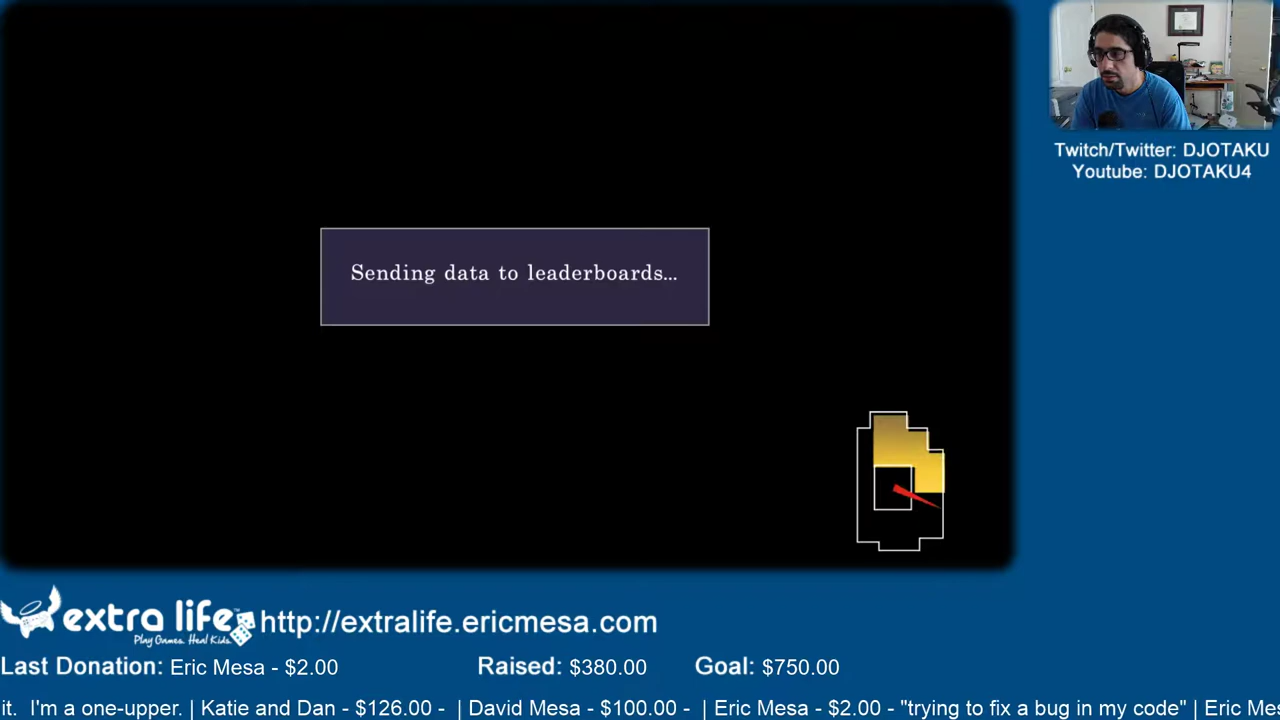 Twitch/Twitter: DJOTAKU
Youtube: DJOTAKU4
Sending data to leaderboards...
extra life
Play Games. Heal Kids.
http://extralife.ericmesa.com
Last Donation: Eric Mesa - $2.00
Raised: $380.00
Goal: $750.00
it. I'm a one-upper. | Katie and Dan - $126.00 - | David Mesa - $100.00 - | Eric Mesa - $2.00 - "trying to fix a bug in my code" | Eric Mes